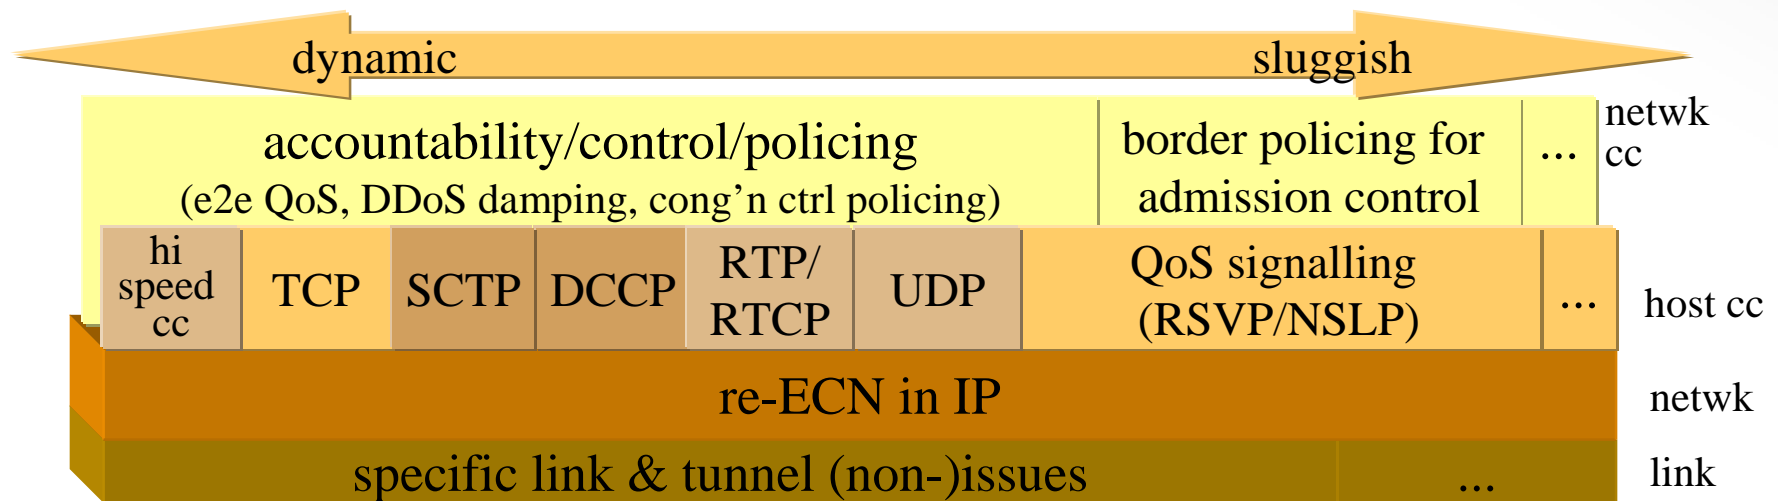 dynamic
sluggish
accountability/control/policing
(e2e QoS, DDoS damping, cong’n ctrl policing)
border policing for
admission control
...
netwk
cc
hi
speed
cc
TCP
SCTP
DCCP
RTP/
RTCP
UDP
QoS signalling
(RSVP/NSLP)
...
host cc
re-ECN in IP
netwk
specific link & tunnel (non-)issues
...
link